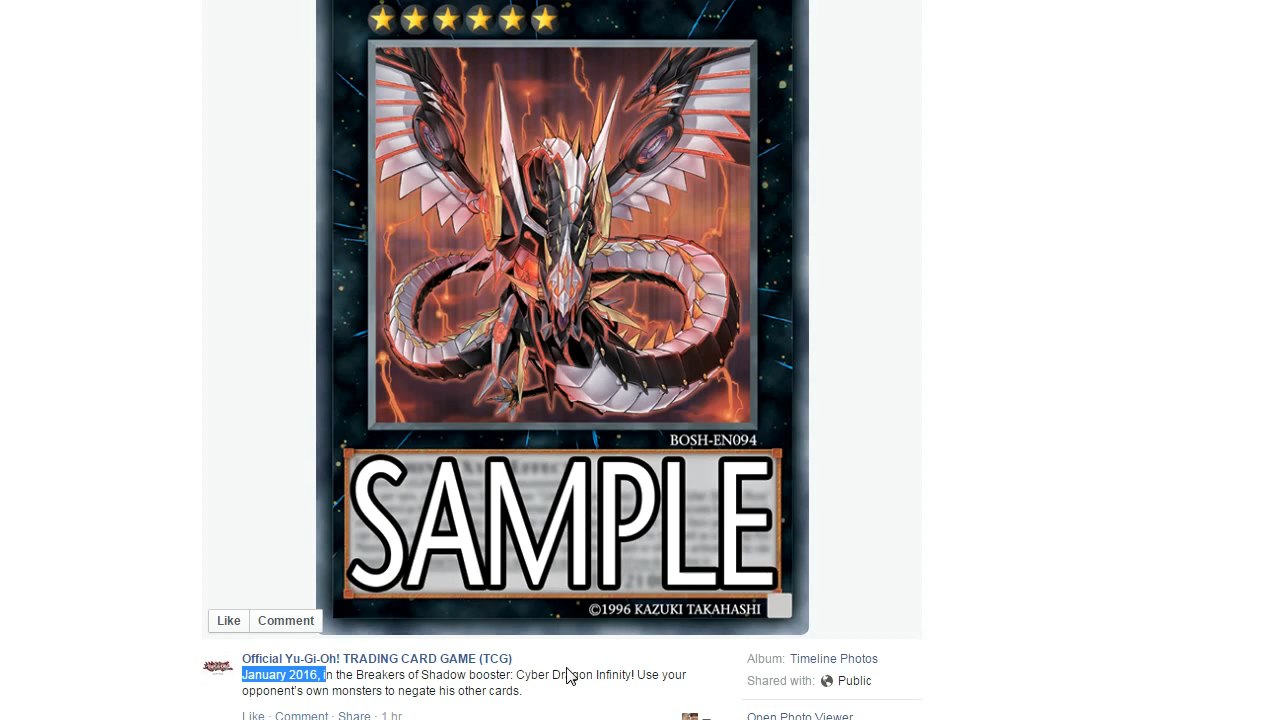 BOSH-EN094
SAMPLE
©1996 KAZUKI TAKAHASHI
Like Comment
Official Yu-Gi-Oh! TRADING CARD GAME (TCG)
January 2016, in the Breakers of Shadow booster: Cyber Dragon Infinity! Use your
opponent's own monsters to negate his other cards.
Like · Comment · Share · 1 hr
Album: Timeline Photos
Shared with: Public
Open Photo Viewer